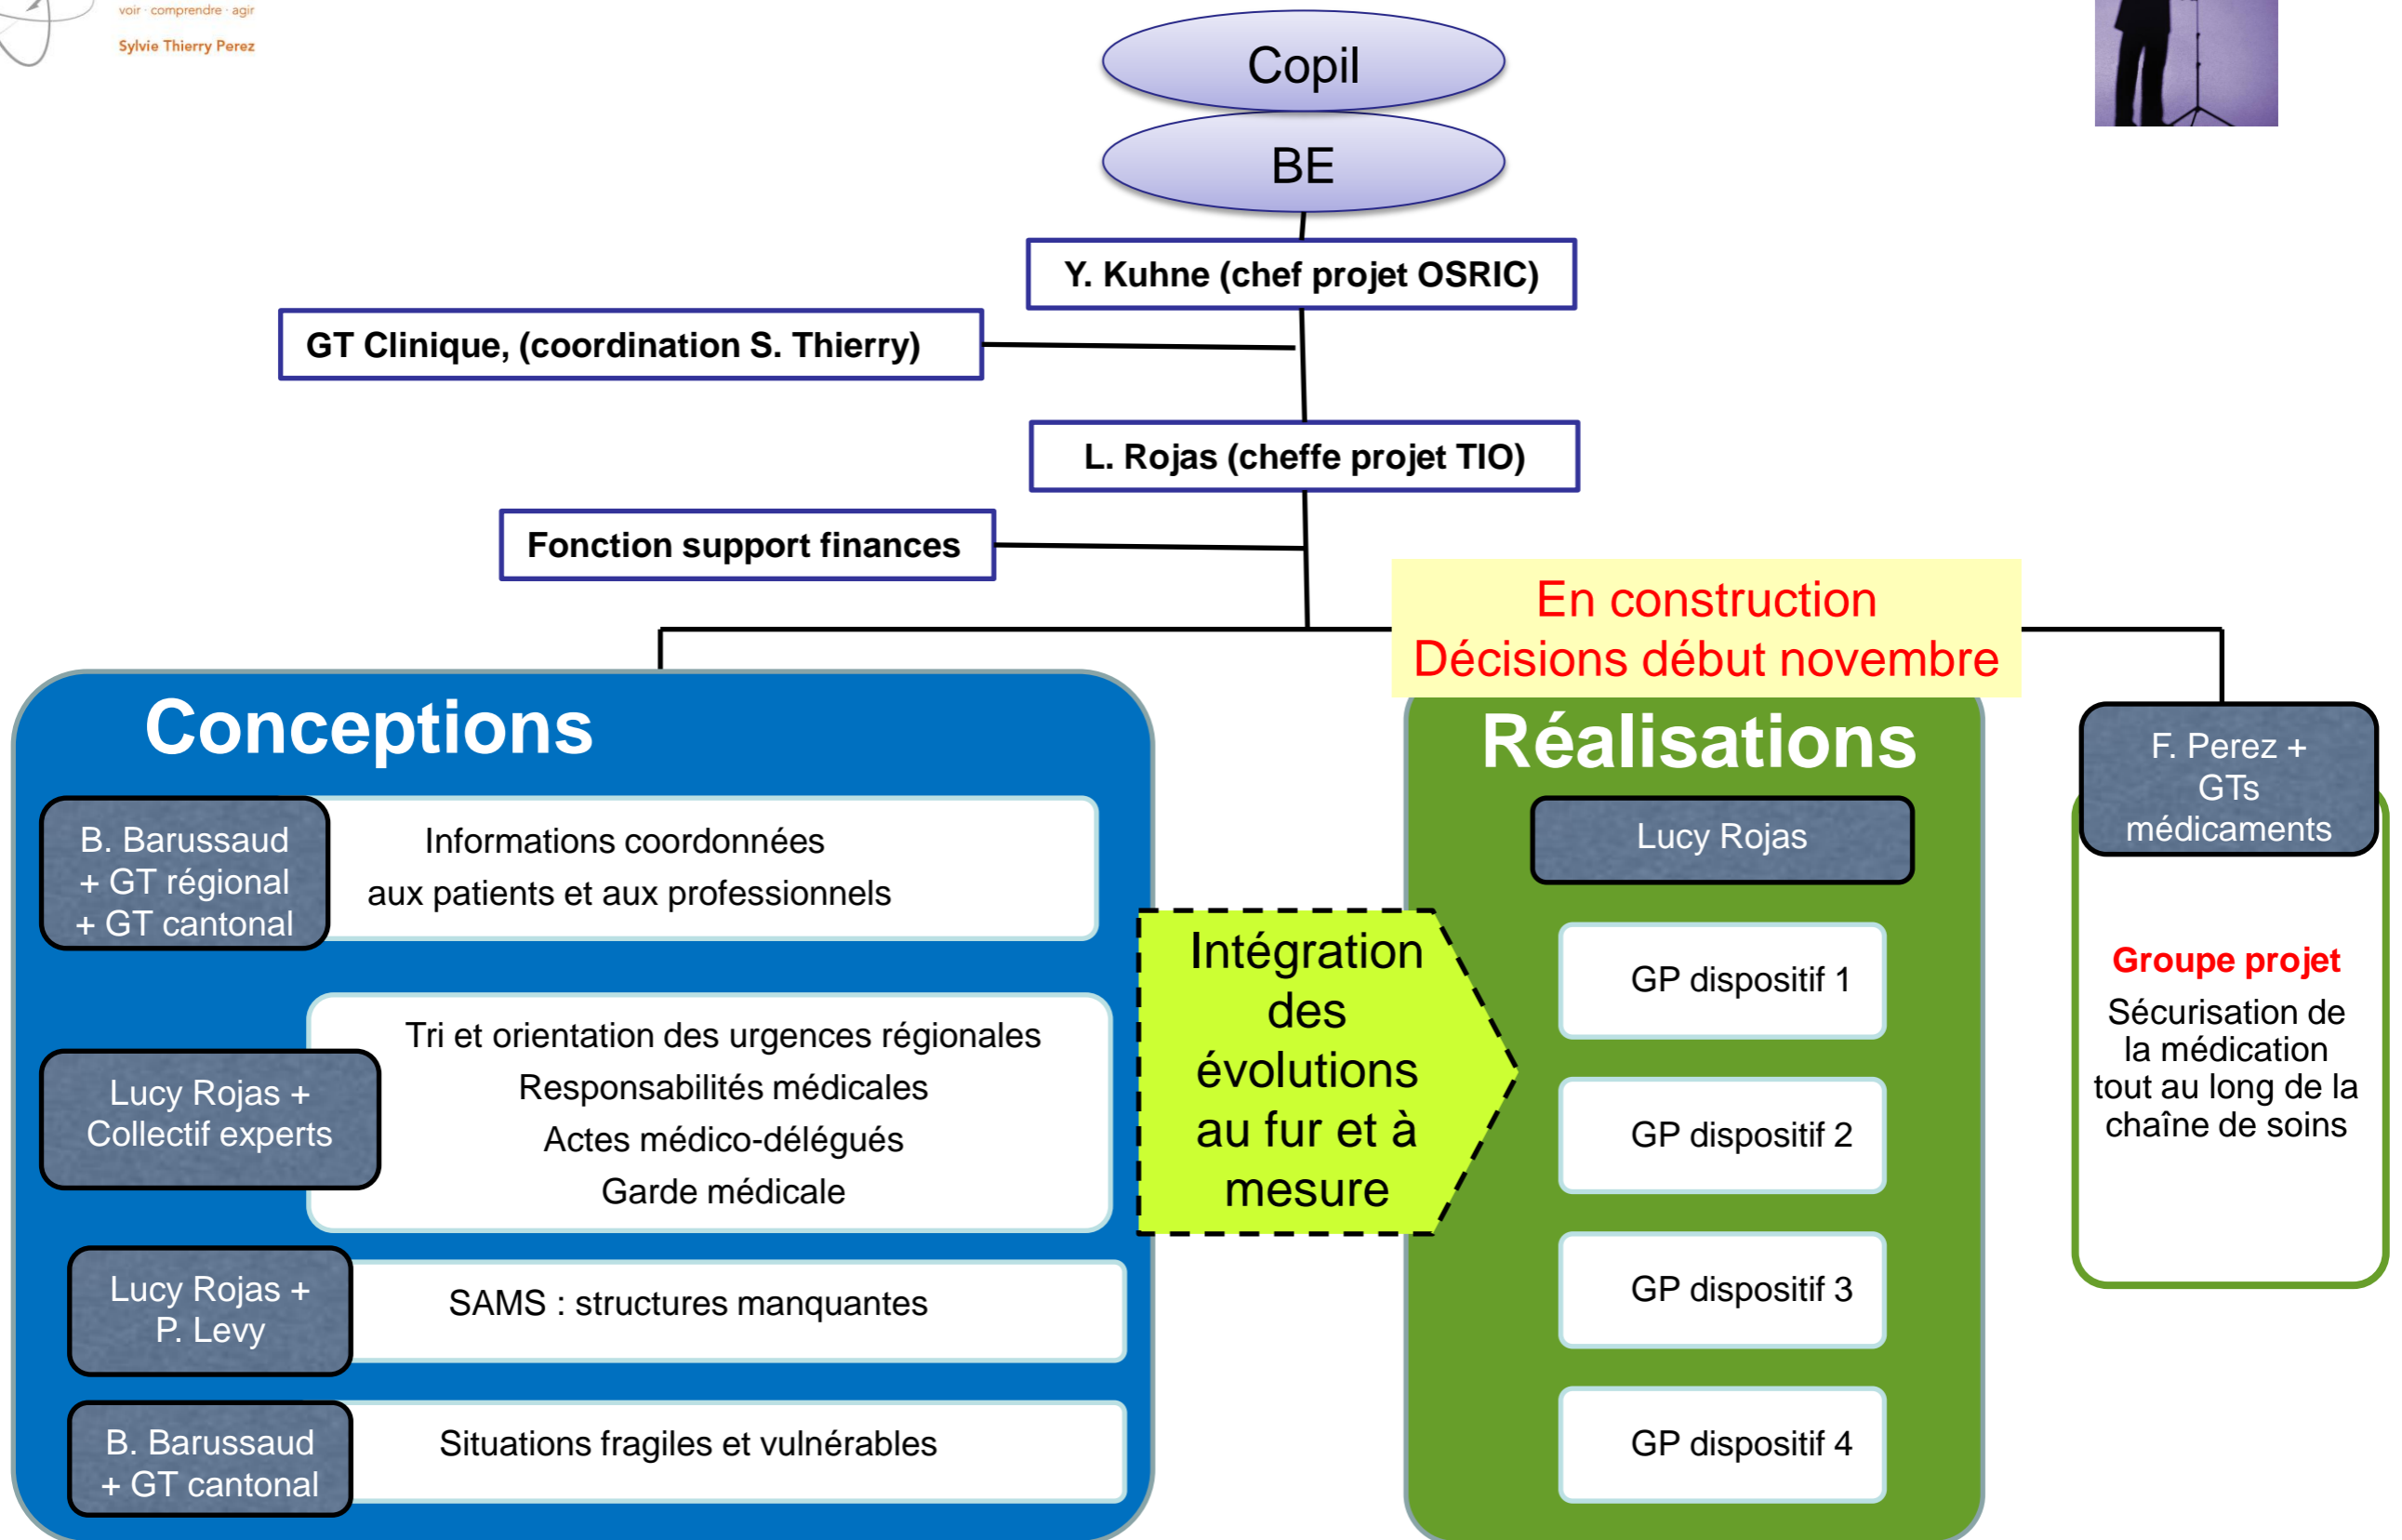 voir · comprendre · agir
Sylvie Thierry Perez
Copil
BE
Y. Kuhne (chef projet OSRIC)
GT Clinique, (coordination S. Thierry)
L. Rojas (cheffe projet TIO)
Fonction support finances
En construction
Décisions début novembre
Conceptions
B. Barussaud
+ GT régional
+ GT cantonal
Informations coordonnées
aux patients et aux professionnels
Lucy Rojas +
Collectif experts
Tri et orientation des urgences régionales
Responsabilités médicales
Actes médico-délégués
Garde médicale
Lucy Rojas +
P. Levy
SAMS : structures manquantes
B. Barussaud
+ GT cantonal
Situations fragiles et vulnérables
Intégration
des
évolutions
au fur et à
mesure
Réalisations
Lucy Rojas
GP dispositif 1
GP dispositif 2
GP dispositif 3
GP dispositif 4
F. Perez +
GTs
médicaments
Groupe projet
Sécurisation de
la médication
tout au long de la
chaîne de soins